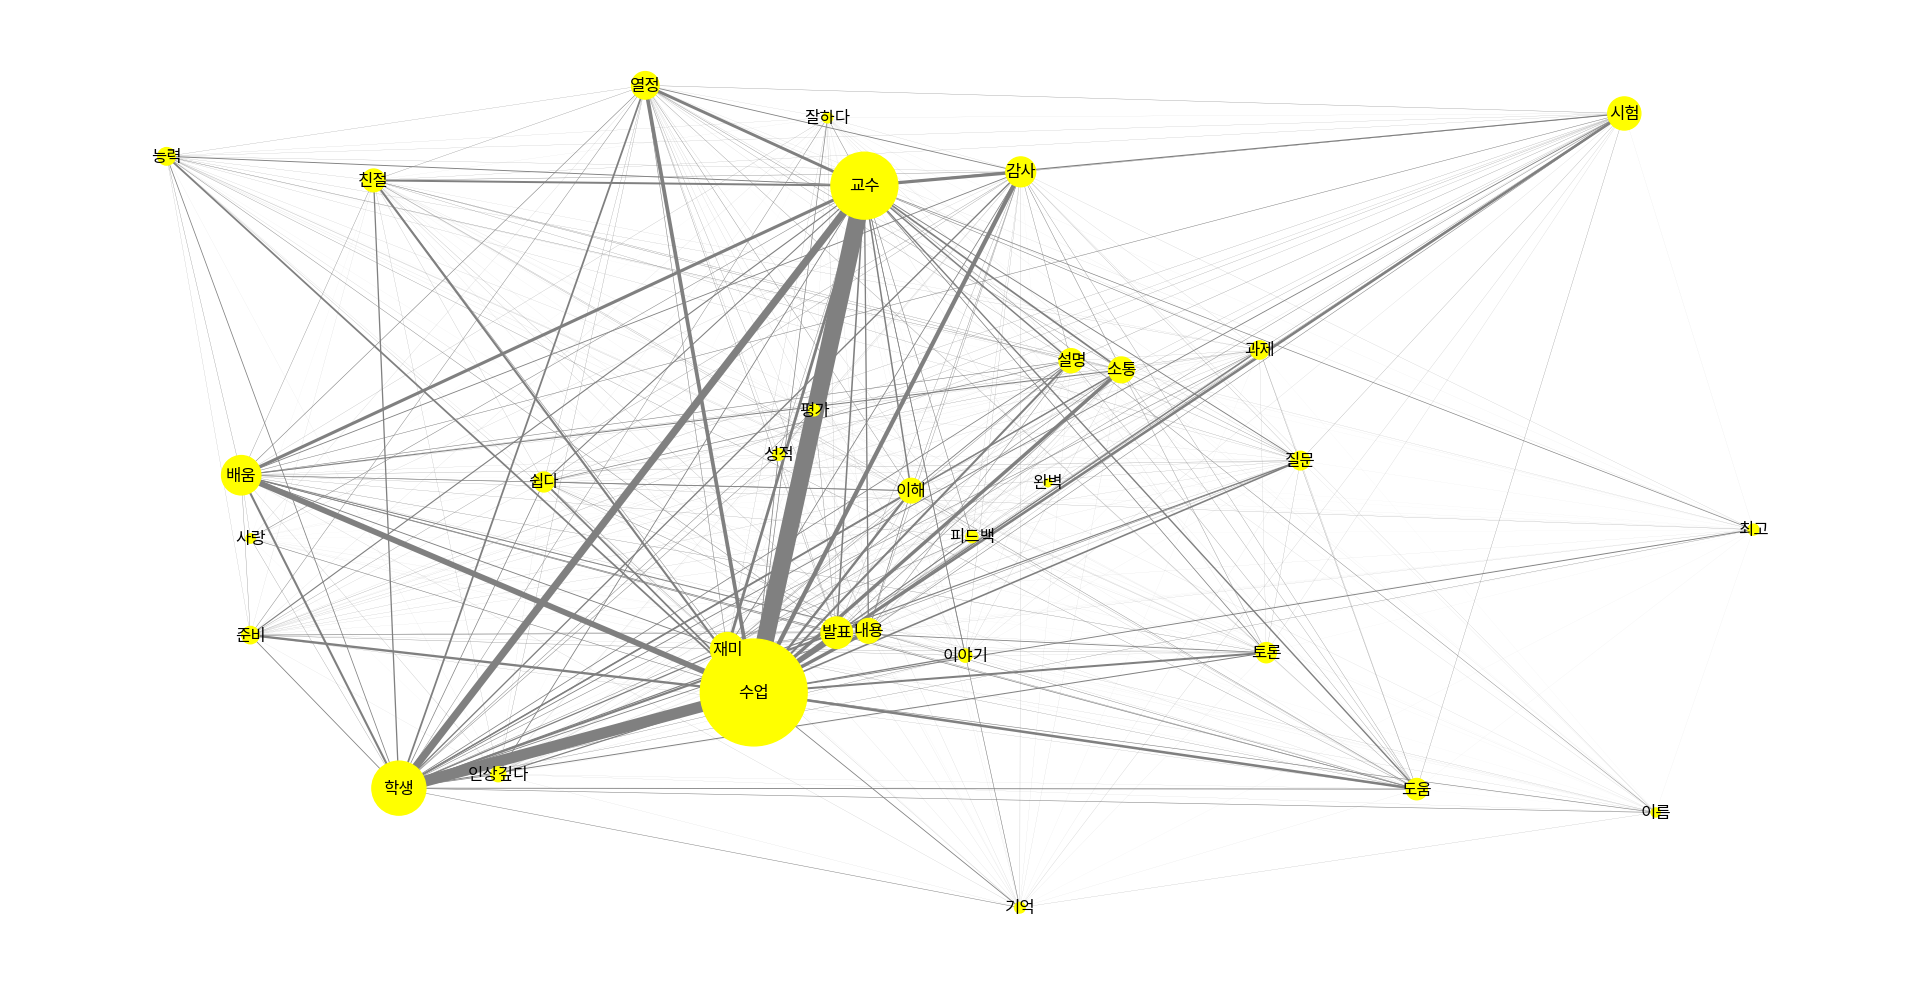 열정
잘하다
시험
능력
친절
감사
교수
과제
설명
소통
평가
성적
질문
배움
쉽다
이해
완벽
최고
사랑
피드백
준비
발표
내용
재미
이야기
토론
수업
인상깊다
학생
도움
이름
기억